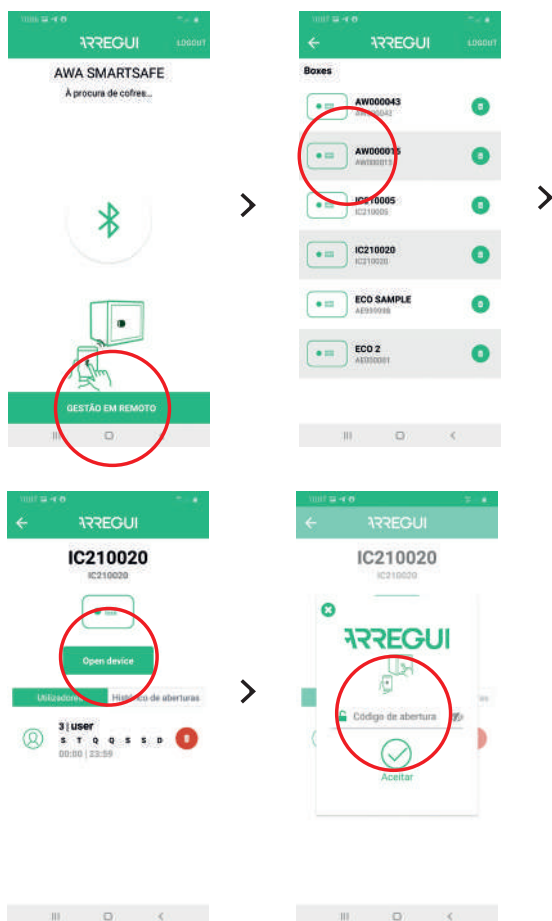 ARREGUI
LOGOUT
AWA SMARTSAFE
À procura de cofres...
GESTÃO EM REMOTO
ARREGUI
LOGOUT
Boxes
AW000043
AW000015
AW000015
IC210005
IC210005
IC210020
IC210020
ECO SAMPLE
ECO 2
ARREGUI
IC210020
IC210020
Open device
Utilizadores
Histórico de aberturas
3 | user
S T Q Q S S D
00:00 | 23:59
ARREGUI
IC210020
IC210020
ARREGUI
Código de abertura
Aceitar